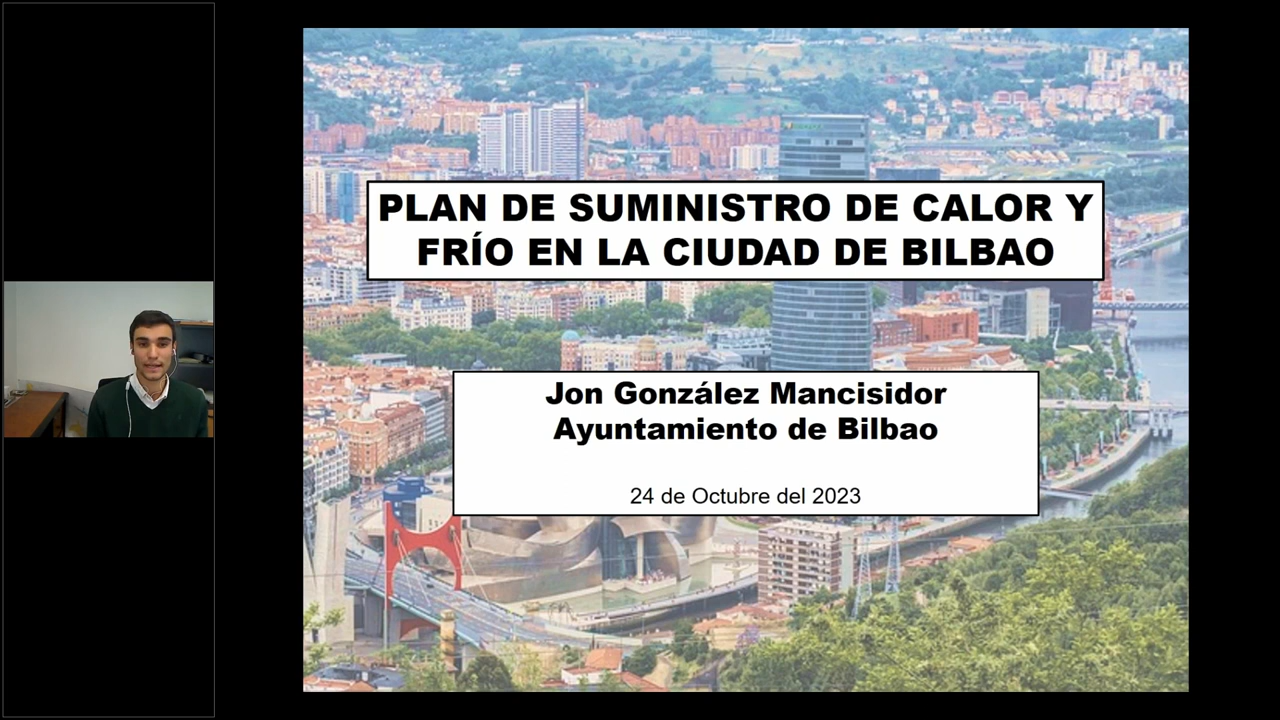 PLAN DE SUMINISTRO DE CALOR Y
FRÍO EN LA CIUDAD DE BILBAO
Jon González Mancisidor
Ayuntamiento de Bilbao
24 de Octubre del 2023